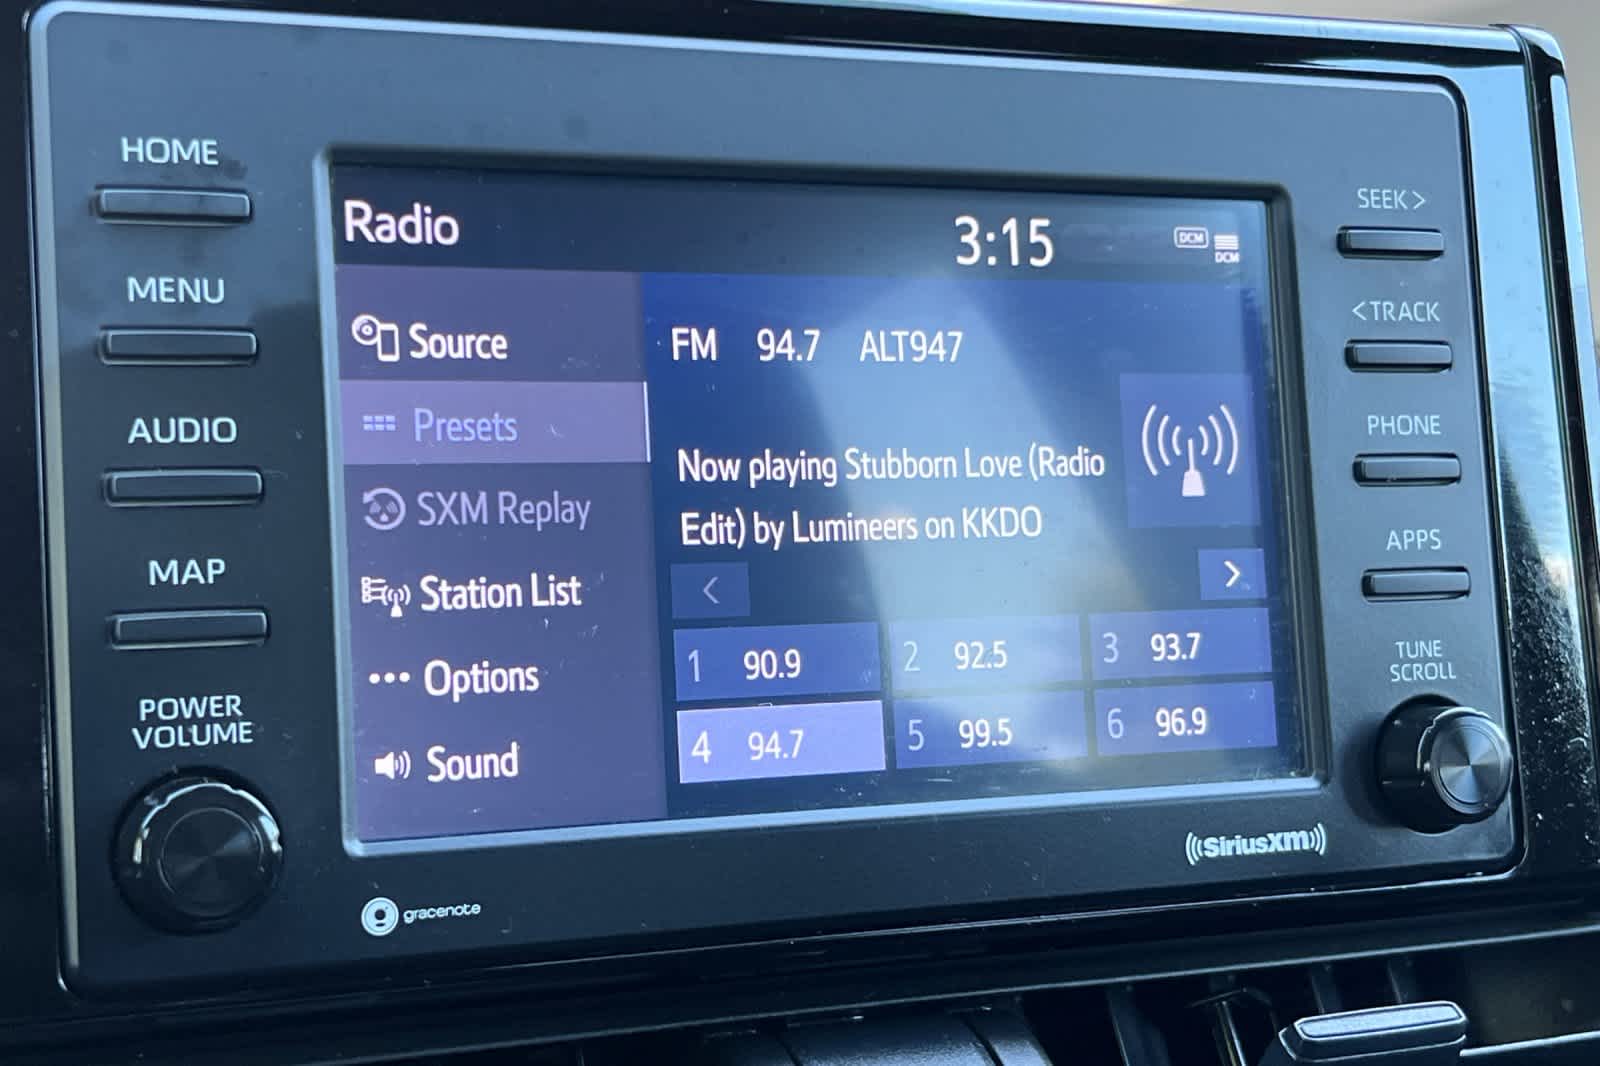 HOME
MENU
AUDIO
MAP
POWER
VOLUME
Radio
3:15
DCM
DCM
Source
Presets
SXM Replay
Station List
Options
Sound
FM 94.7 ALT947
Now playing Stubborn Love (Radio
Edit) by Lumineers on KKDO
<
>
1 90.9
2 92.5
3 93.7
4 94.7
5 99.5
6 96.9
SEEK >
< TRACK
PHONE
APPS
TUNE
SCROLL
gracenote
((SiriusXm))